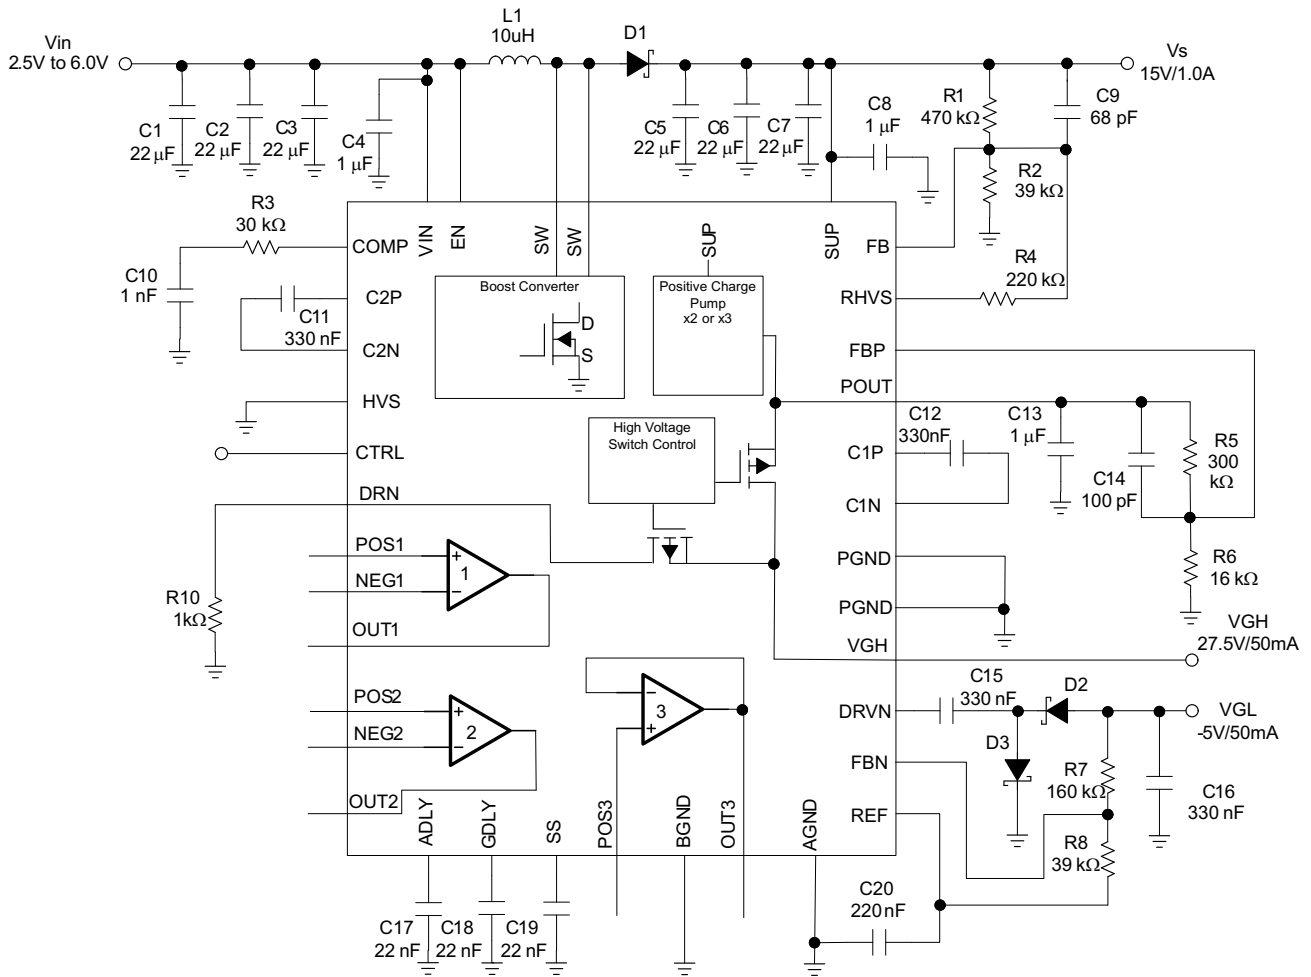 Vin
2.5V to 6.0V
L1
10uH
D1
Vs
15V/1.0A
C1
22 µF
C2
22 µF
C3
22 µF
C4
1 µF
C5
22 µF
C6
22 µF
C7
22 µF
C8
1 µF
R1
470 kΩ
C9
68 pF
R2
39 kΩ
R3
30 kΩ
C10
1 nF
C11
330 nF
R4
220 kΩ
COMP
VIN
EN
SW
SW
SUP
SUP
FB
C2P
C2N
HVS
CTRL
DRN
Boost Converter
D
S
Positive Charge
Pump
x2 or x3
RHVS
FBP
POUT
High Voltage
Switch Control
C12
330nF
C13
1 µF
C14
100 pF
R5
300
kΩ
C1P
C1N
PGND
PGND
VGH
R6
16 kΩ
VGH
27.5V/50mA
POS1
NEG1
OUT1
+
−
1
R10
1kΩ
POS2
NEG2
OUT2
+
−
2
−
+
3
C15
330 nF
D2
D3
VGL
-5V/50mA
DRVN
FBN
REF
R7
160 kΩ
R8
39 kΩ
C16
330 nF
ADLY
GDLY
SS
POS3
BGND
OUT3
AGND
C17
22 nF
C18
22 nF
C19
22 nF
C20
220 nF